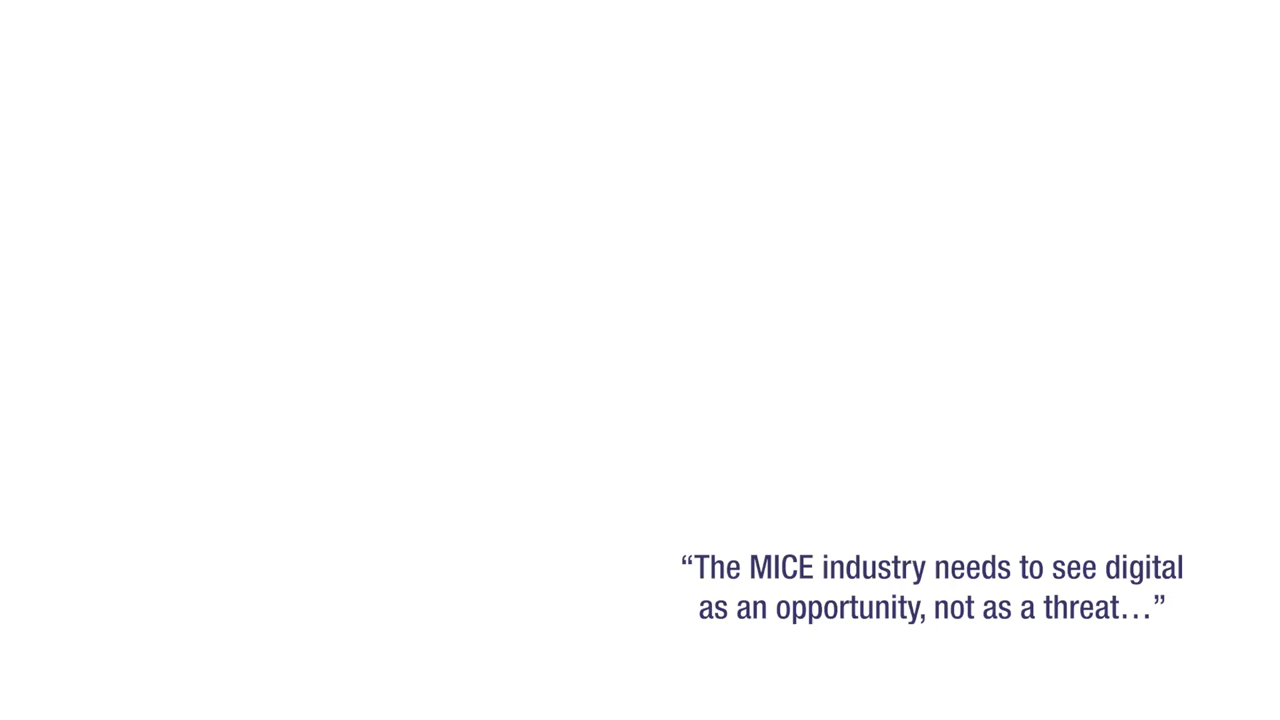 “The MICE industry needs to see digital
as an opportunity, not as a threat…”